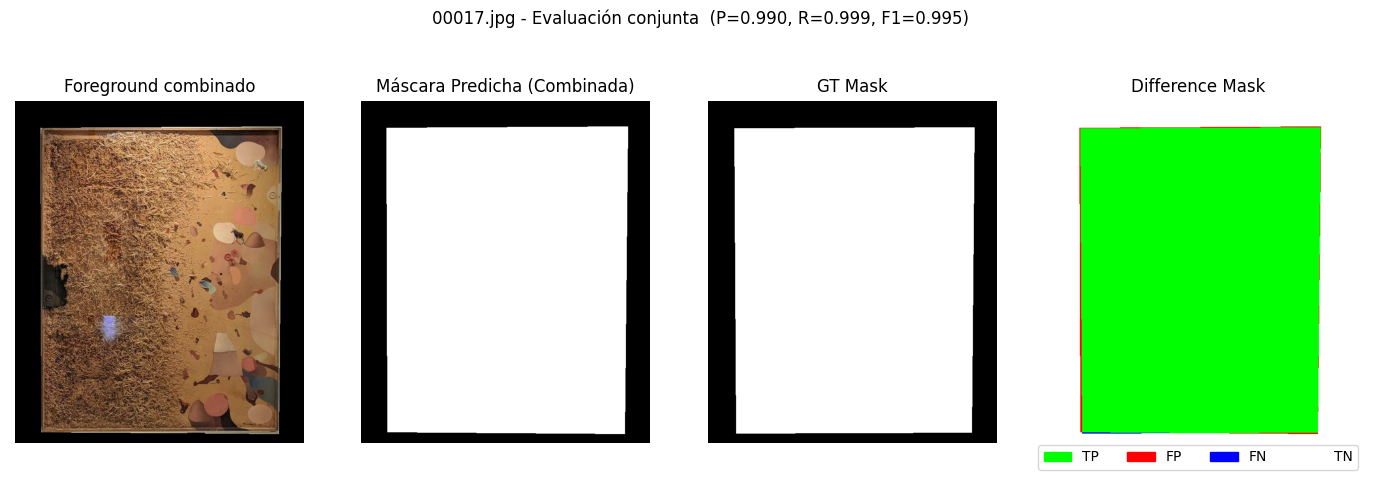 00017.jpg - Evaluación conjunta  (P=0.990, R=0.999, F1=0.995)
Foreground combinado
Máscara Predicha (Combinada)
GT Mask
Difference Mask
TP FP FN TN